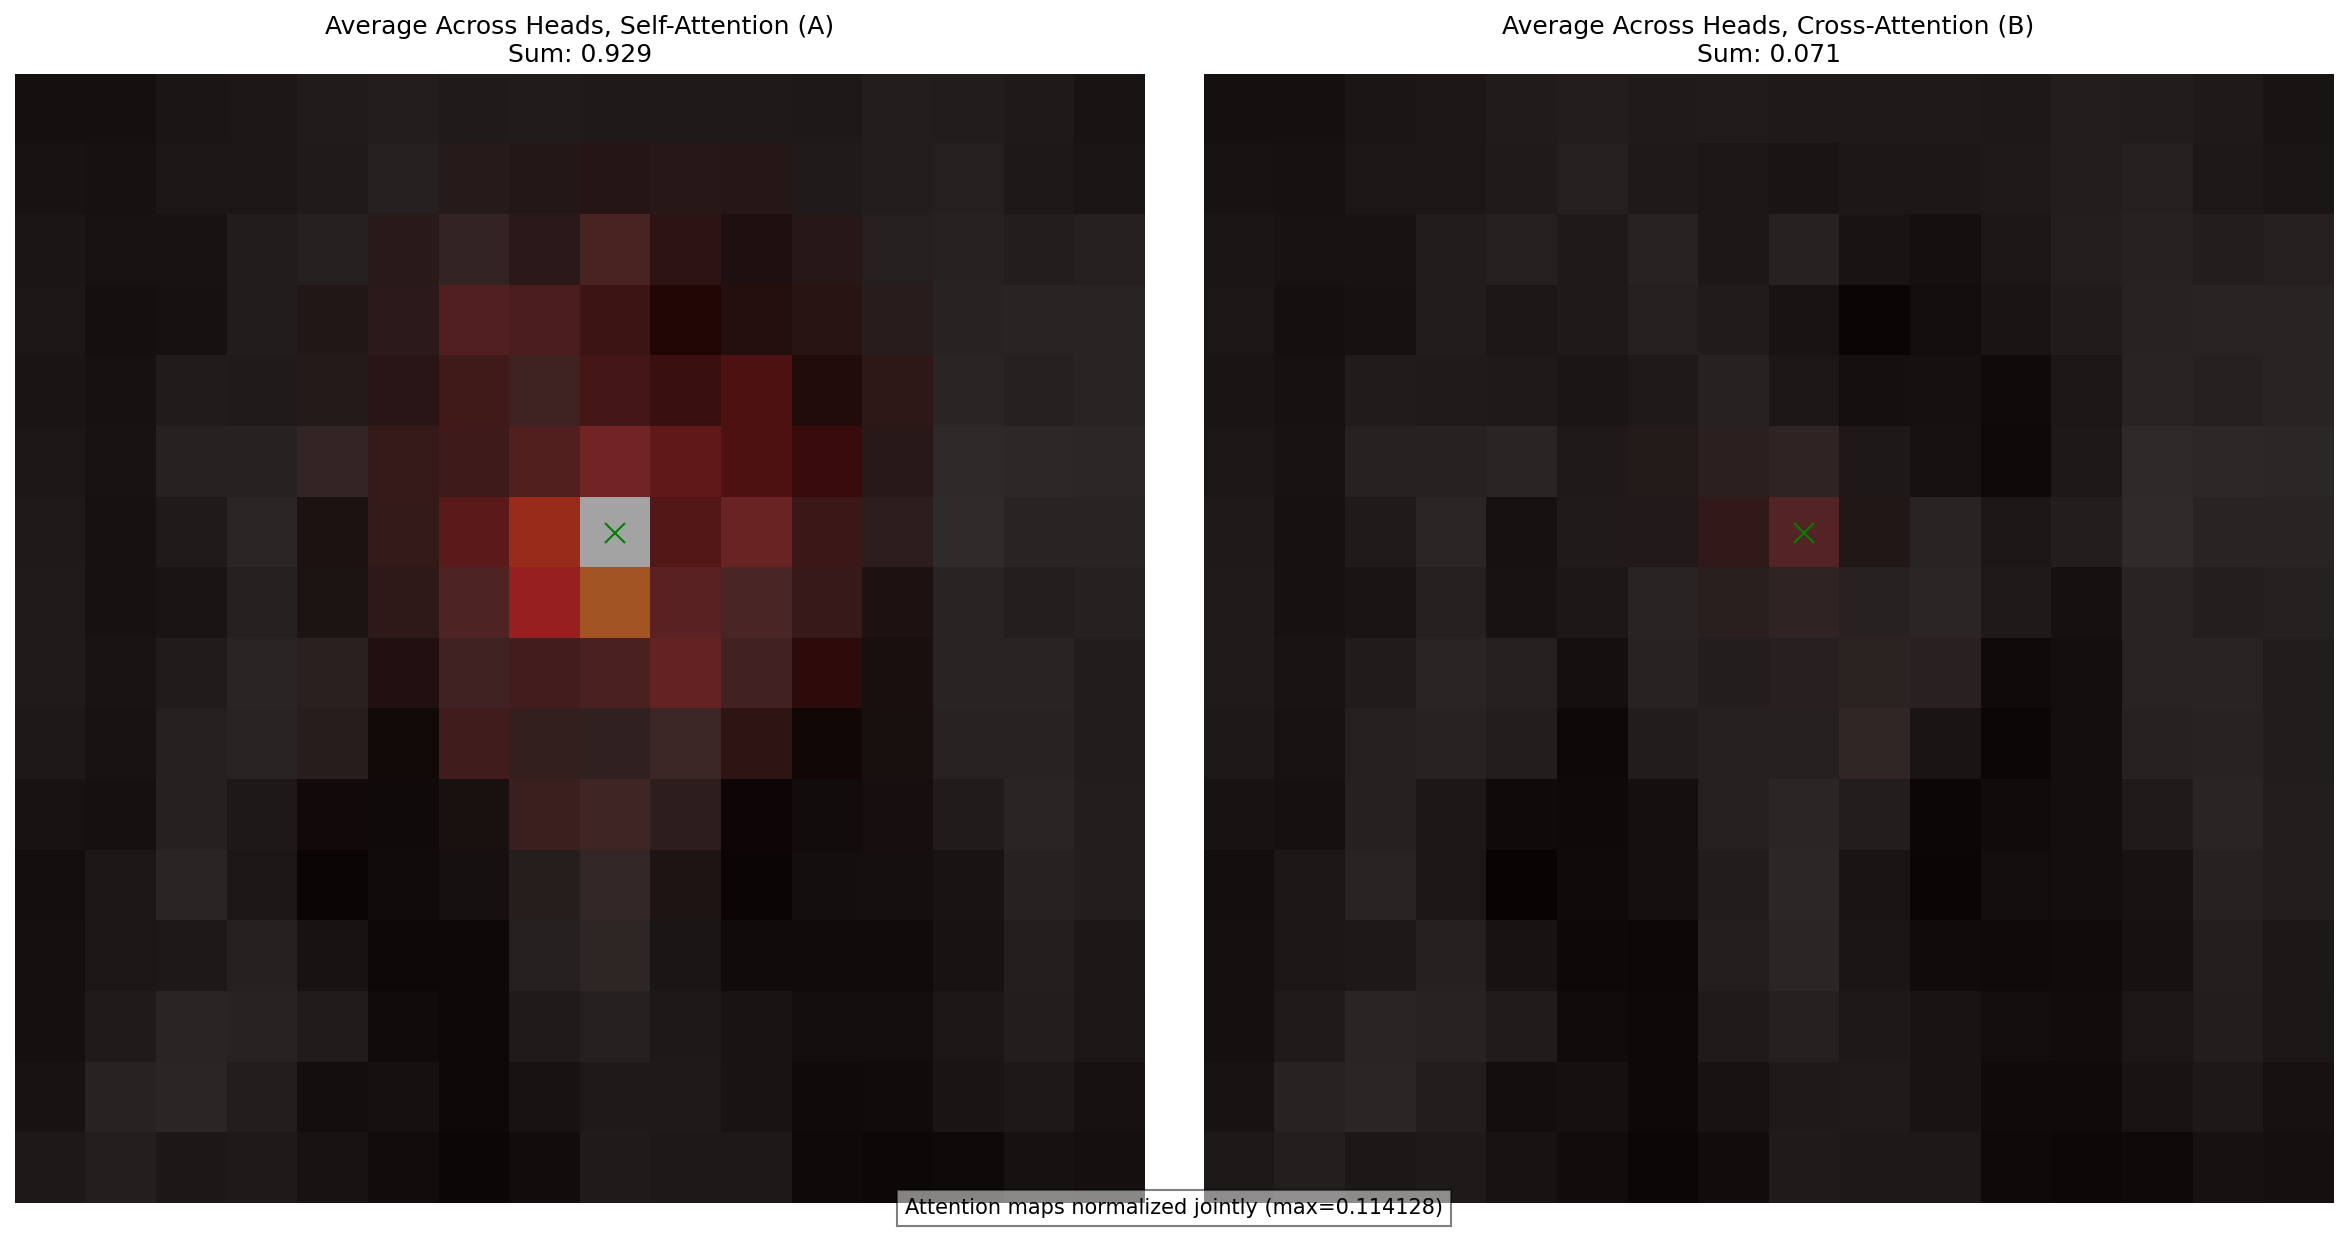 Average Across Heads, Self-Attention (A)
Sum: 0.929
Average Across Heads, Cross-Attention (B)
Sum: 0.071
Attention maps normalized jointly (max=0.114128)